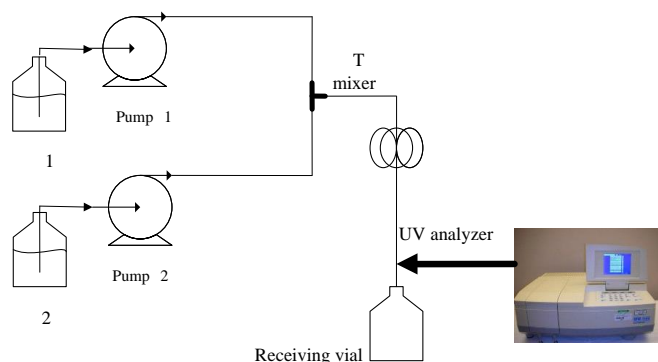 T
mixer
Pump 1
1
UV analyzer
Pump 2
2
Receiving vial